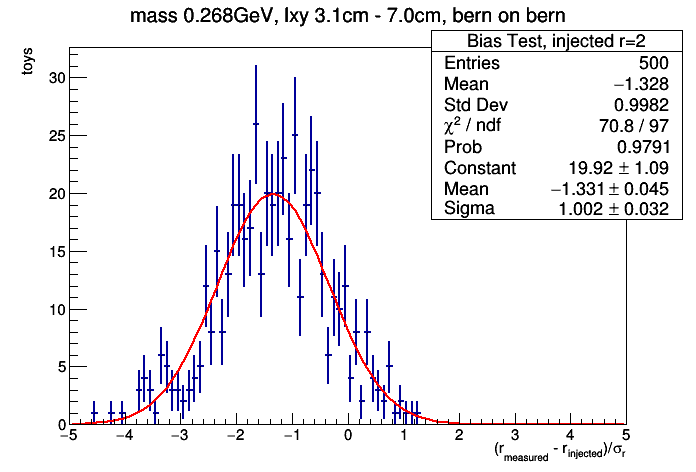 mass 0.268GeV, lxy 3.1cm - 7.0cm, bern on bern
Bias Test, injected r=2
Entries 500
Mean −1.328
Std Dev 0.9982
χ² / ndf 70.8 / 97
Prob 0.9791
Constant 19.92 ± 1.09
Mean −1.331 ± 0.045
Sigma 1.002 ± 0.032
toys
30
25
20
15
10
5
0
−5 −4 −3 −2 −1 0 1 2 3 4 5
(r_measured - r_injected)/σ_r